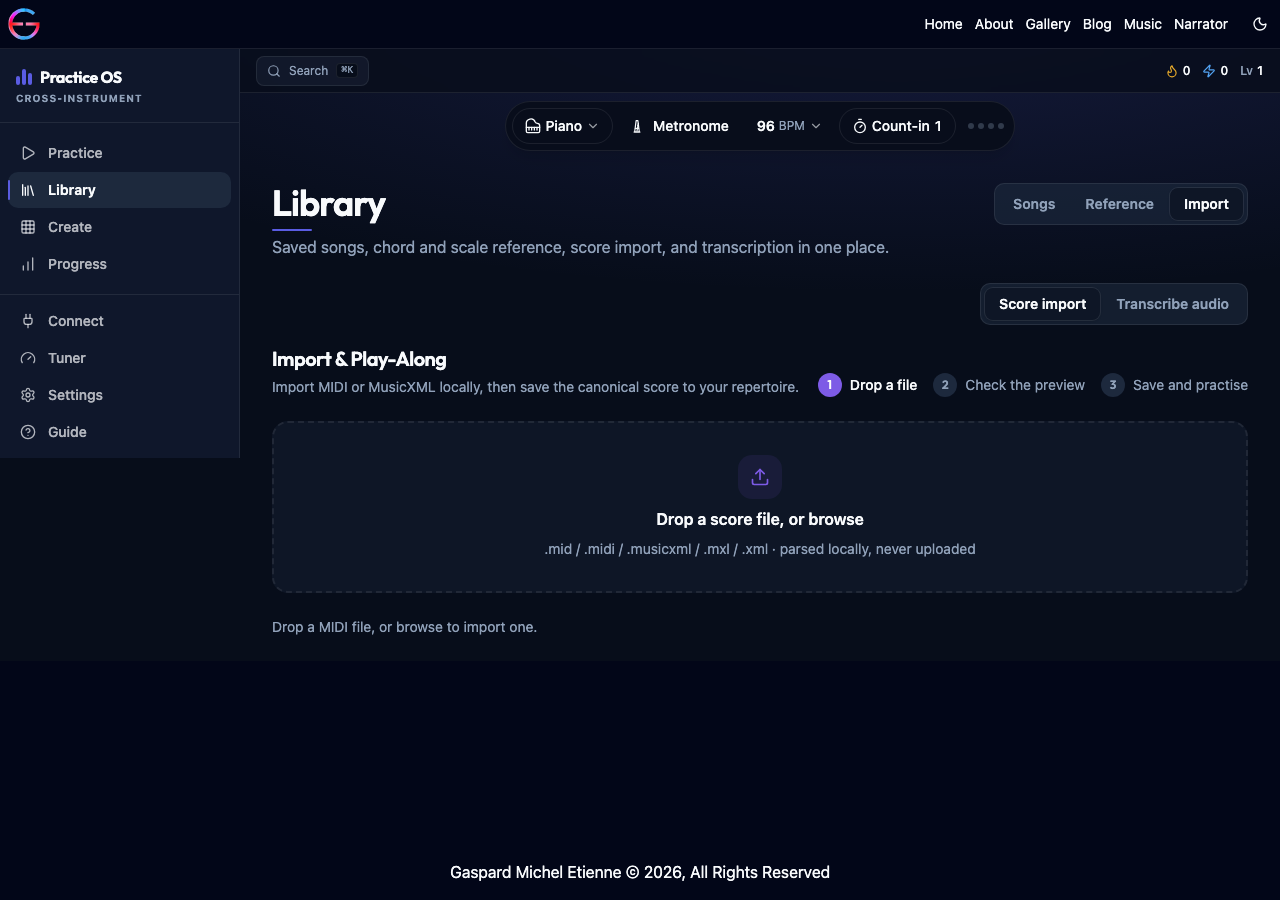 Home About Gallery Blog Music Narrator
Practice OS
CROSS-INSTRUMENT
Search ⌘K
0 0 Lv 1
Piano Metronome 96 BPM Count-in 1
Practice
Library
Create
Progress
Connect
Tuner
Settings
Guide
Library
Songs Reference Import
Saved songs, chord and scale reference, score import, and transcription in one place.
Score import Transcribe audio
Import & Play-Along
Import MIDI or MusicXML locally, then save the canonical score to your repertoire.
1 Drop a file 2 Check the preview 3 Save and practise
Drop a score file, or browse
.mid / .midi / .musicxml / .mxl / .xml · parsed locally, never uploaded
Drop a MIDI file, or browse to import one.
Gaspard Michel Etienne © 2026, All Rights Reserved